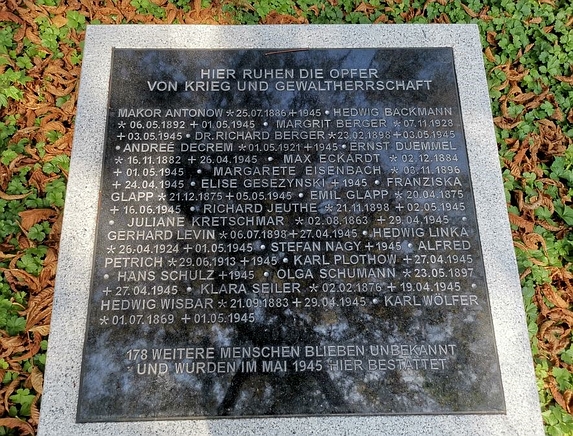 HIER RUHEN DIE OPFER
VON KRIEG UND GEWALTHERRSCHAFT
MAKOR ANTONOW *25.07.1886 +1945 • HEDWIG BACKMANN
* 06.05.1892 + 01.05.1945 • MARGRIT BERGER *07.11.1928
+03.05.1945 • DR.RICHARD BERGER *23.02.1898 +03.05.1945
•ANDREÉ DECREM *01.05.1921 +1945 •ERNST DUEMMEL
* 16.11.1882 + 26.04.1945 • MAX ECKARDT * 02.12.1884
+01.05.1945 • MARGARETE EISENBACH * 08.11.1896
+ 24.04.1945 • ELISE GESEZYNSKI +1945 • FRANZISKA
GLAPP * 21.12.1875 +05.05.1945 • EMIL GLAPP *20.04.1875
+ 16.06.1945 • RICHARD JEUTHE *21.11.1898 + 02.05.1945
• JULIANE KRETSCHMANN * 02.08.1863 + 29.04.1945 •
GERHARD LEVIN *06.07.1898 +27.04.1945 •HEDWIG LINKA
* 26.04.1924 +01.05.1945 • STEFAN NAGY +1945 • ALFRED
PETRICH *29.06.1913 +1945 • KARL PLOTHOW +27.04.1945
• HANS SCHULZ +1945 • OLGA SCHUMANN * 23.05.1897
+ 27.04.1945 • KLARA SEILER * 02.02.1876 + 19.04.1945 •
HEDWIG WISBAR * 21.09.1883 + 29.04.1945 • KARL WÖLFER
* 01.07.1869 +01.05.1945
178 WEITERE MENSCHEN BLIEBEN UNBEKANNT
UND WURDEN IM MAI 1945 HIER BESTATTET